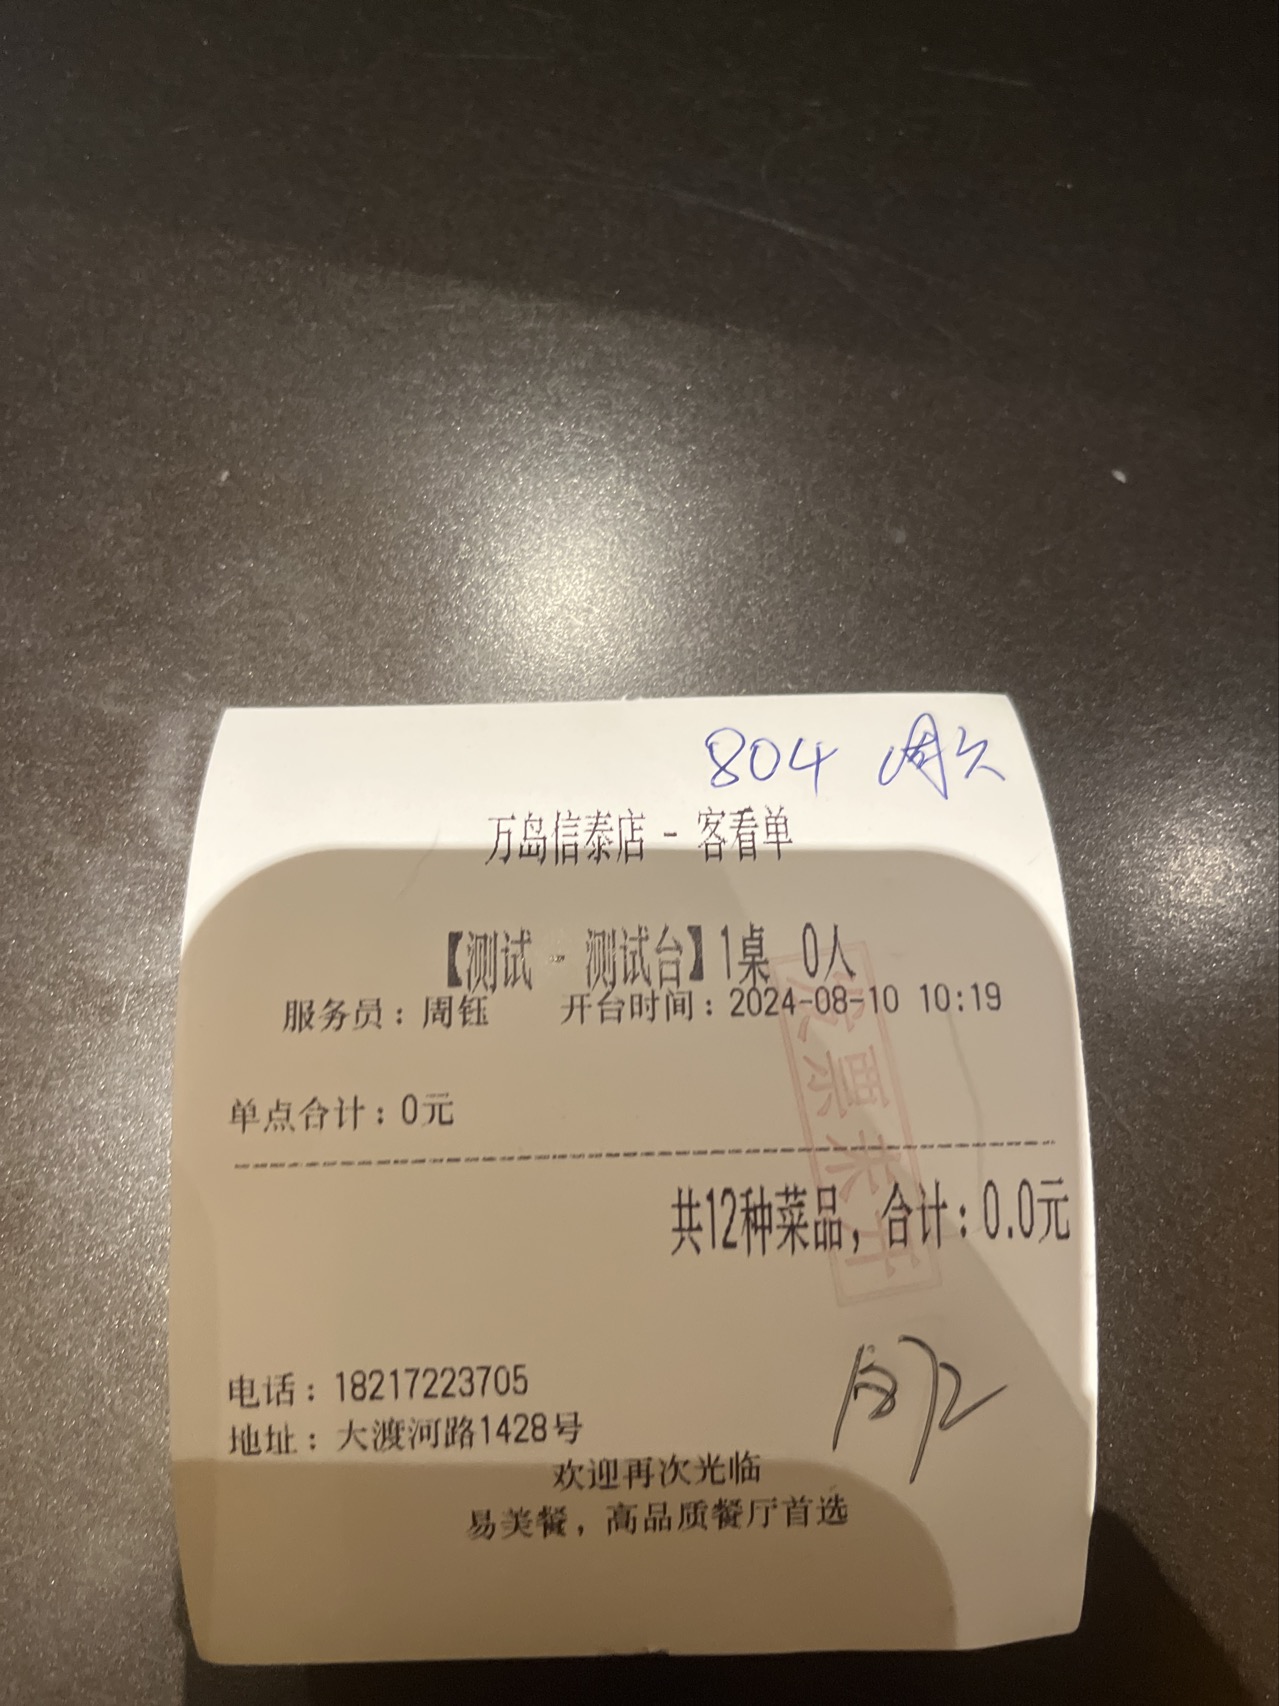 804
万岛信泰店 - 客看单
【测试 - 测试台】1桌 0人
服务员：周钰 开台时间：2024-08-10 10:19
发票未开
单点合计：0元
共12种菜品，合计：0.0元
电话：18217223705
地址：大渡河路1428号
欢迎再次光临
易美餐，高品质餐厅首选